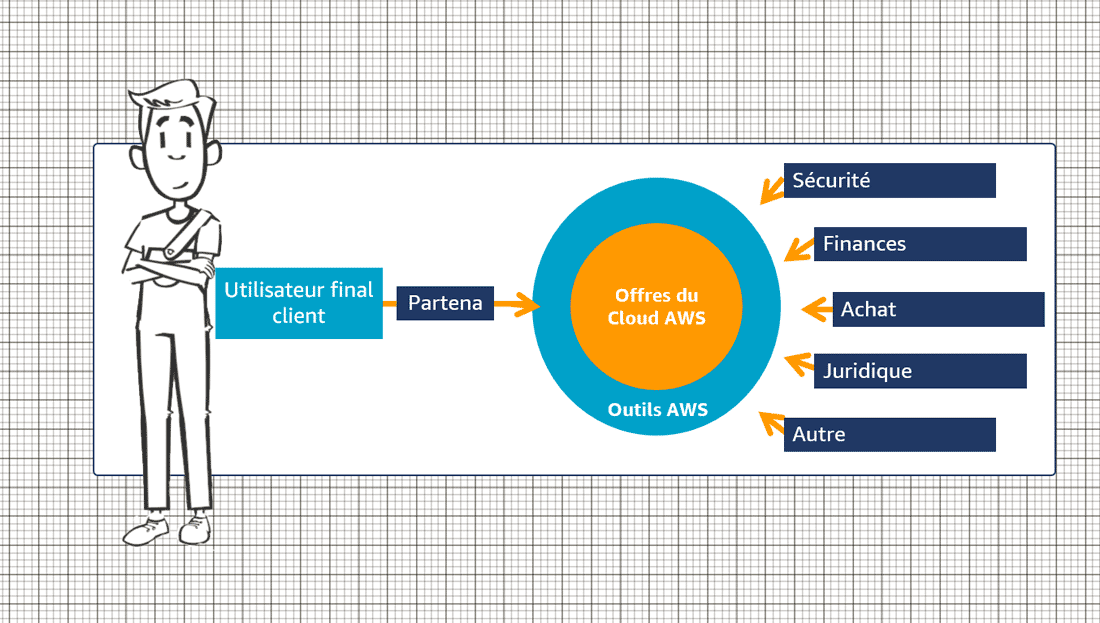 Utilisateur final
client
Partena
Offres du
Cloud AWS
Outils AWS
Sécurité
Finances
Achat
Juridique
Autre